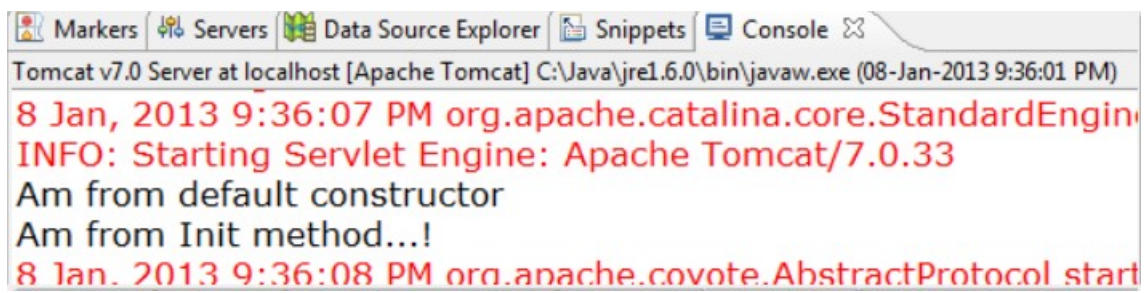 Markers Servers Data Source Explorer Snippets Console
Tomcat v7.0 Server at localhost [Apache Tomcat] C:\Java\jre1.6.0\bin\javaw.exe (08-Jan-2013 9:36:01 PM)
8 Jan, 2013 9:36:07 PM org.apache.catalina.core.StandardEngin
INFO: Starting Servlet Engine: Apache Tomcat/7.0.33
Am from default constructor
Am from Init method...!
8 Jan, 2013 9:36:08 PM org.apache.coyote.AbstractProtocol start